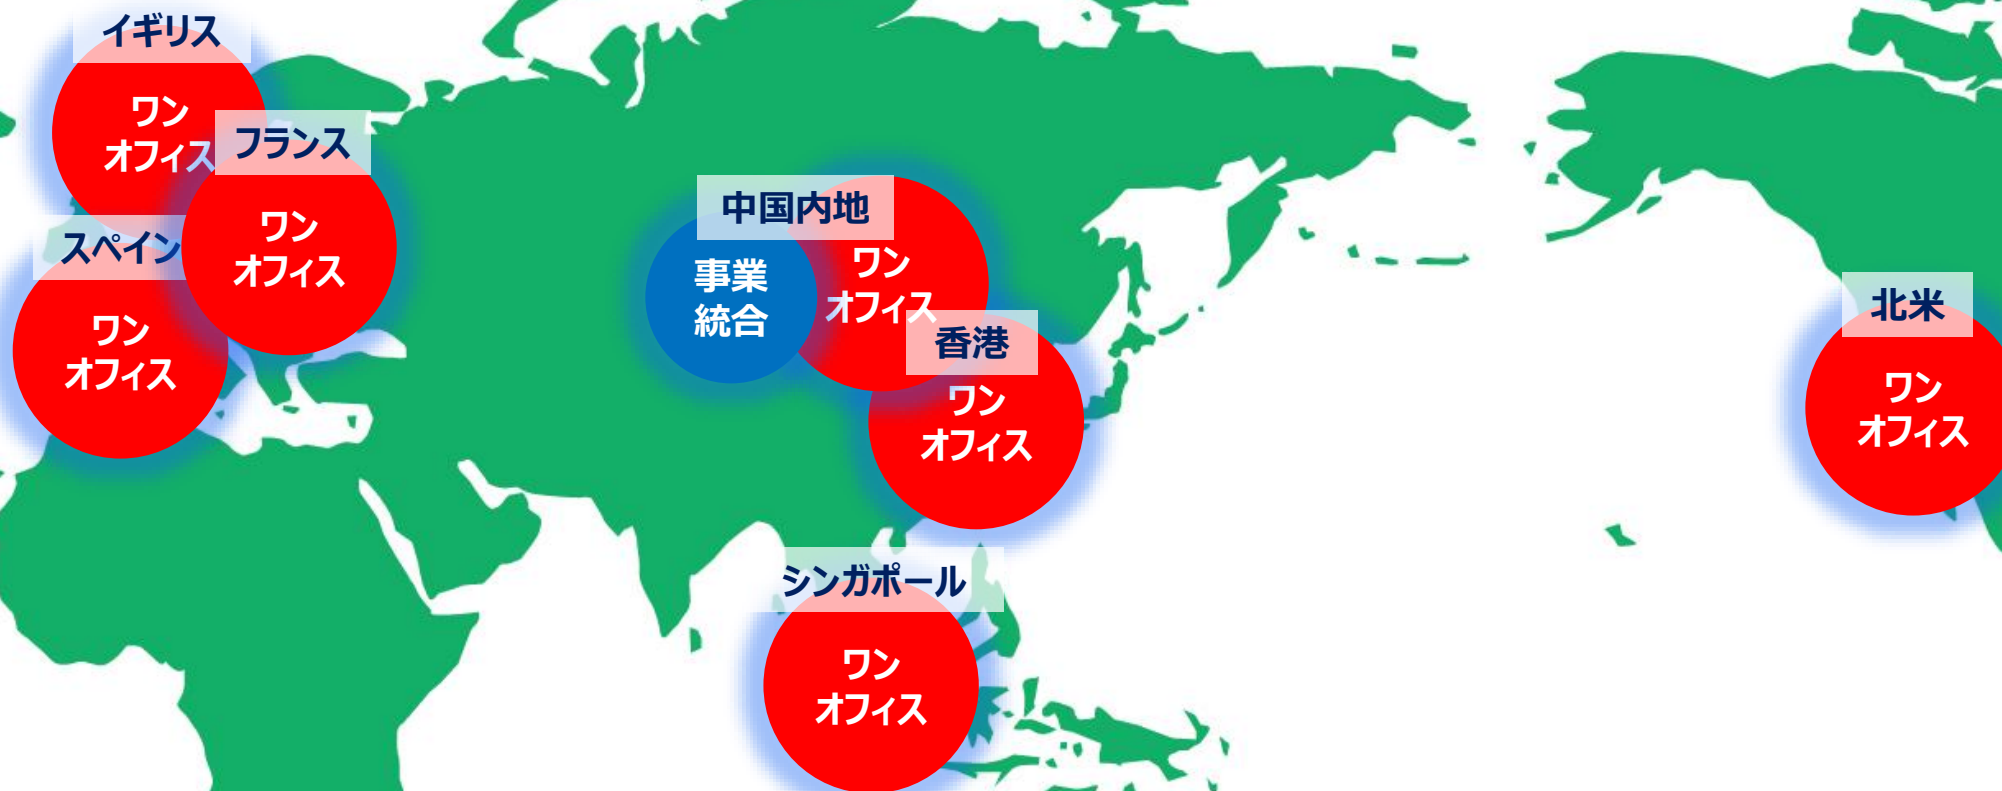 イギリス
ワン
オフィス
フランス
ワン
オフィス
スペイン
ワン
オフィス
中国内地
事業
統合
ワン
オフィス
香港
ワン
オフィス
シンガポール
ワン
オフィス
北米
ワン
オフィス